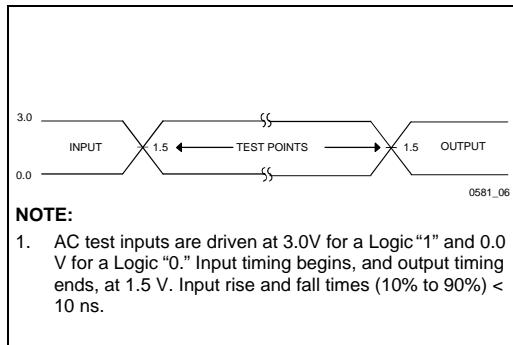 3.0
INPUT 1.5 TEST POINTS 1.5 OUTPUT
0.0
0581_06
NOTE:
1. AC test inputs are driven at 3.0V for a Logic “1” and 0.0
V for a Logic “0.” Input timing begins, and output timing
ends, at 1.5 V. Input rise and fall times (10% to 90%) <
10 ns.